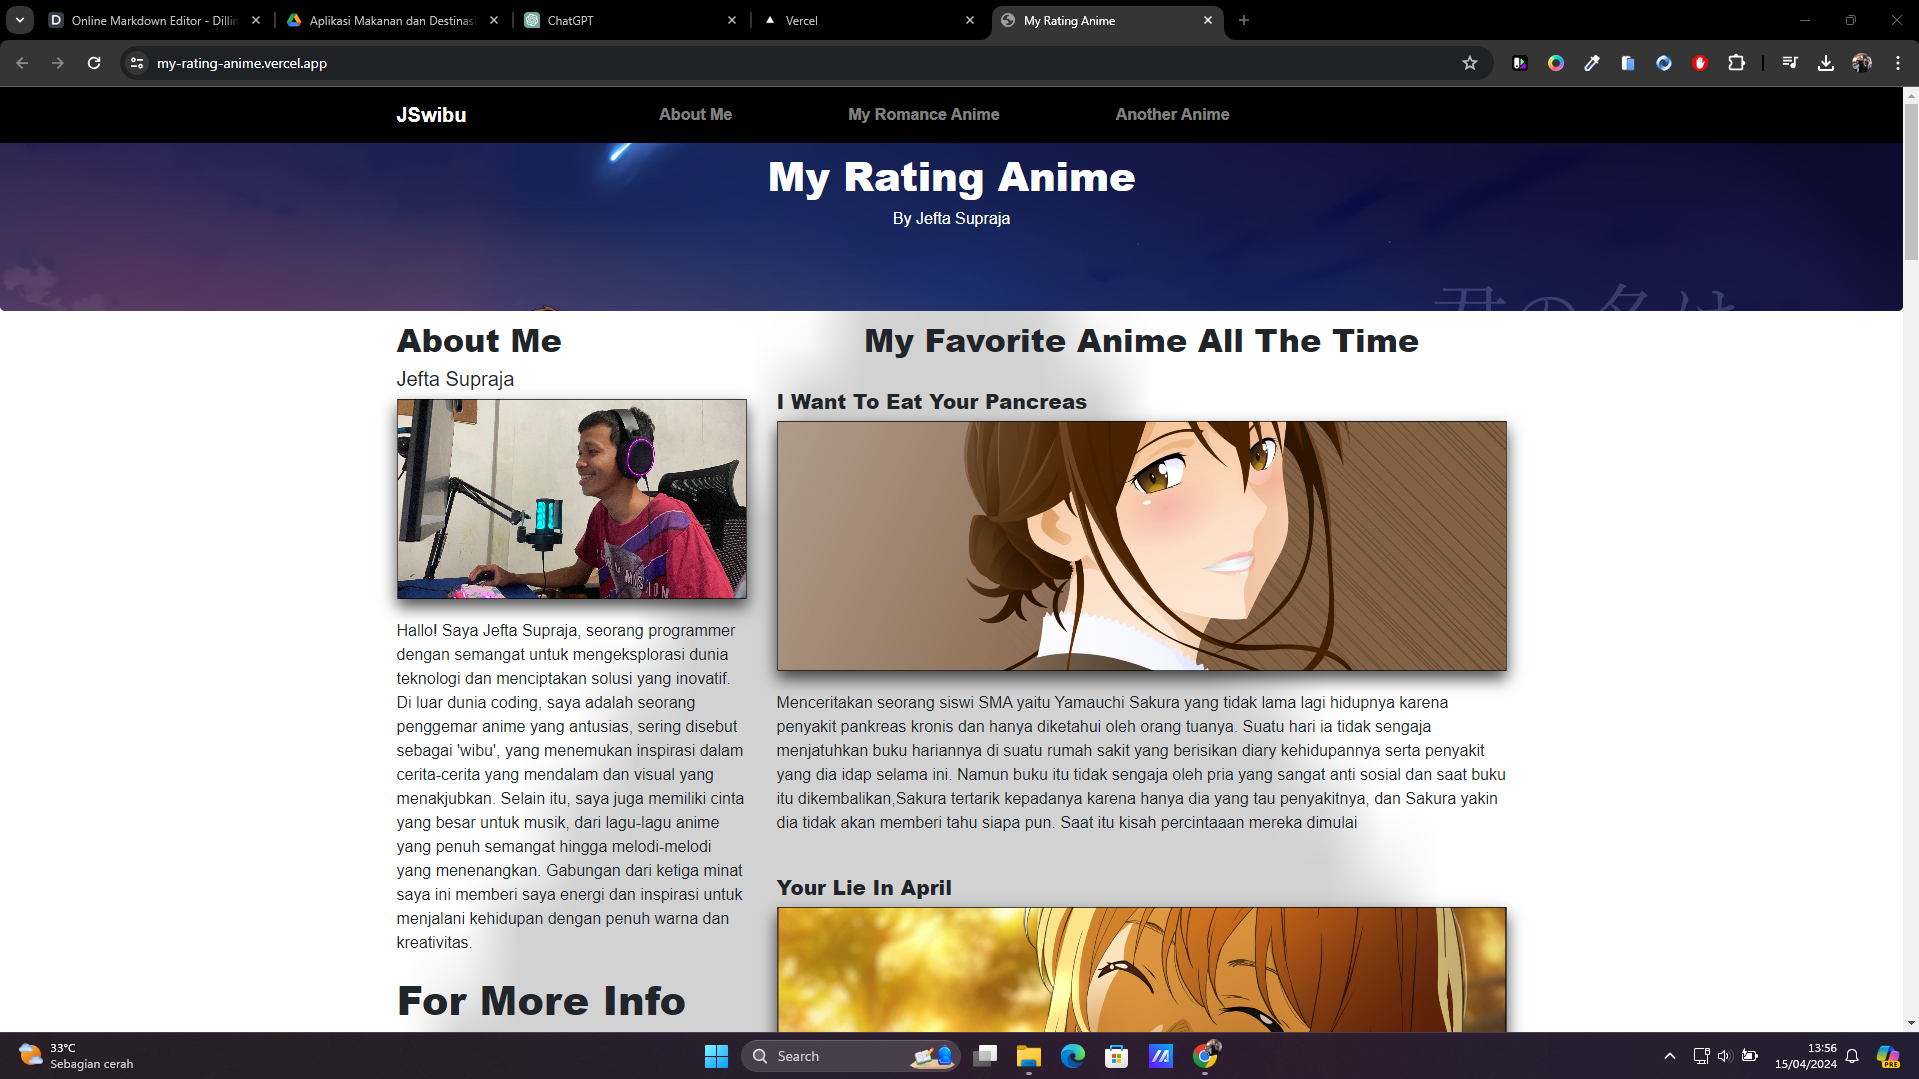 Online Markdown Editor - Dillin
Aplikasi Makanan dan Destinas
ChatGPT
Vercel
My Rating Anime
my-rating-anime.vercel.app
JSwibu
About Me
My Romance Anime
Another Anime
My Rating Anime
By Jefta Supraja
君の名は
About Me
Jefta Supraja
Hallo! Saya Jefta Supraja, seorang programmer
dengan semangat untuk mengeksplorasi dunia
teknologi dan menciptakan solusi yang inovatif.
Di luar dunia coding, saya adalah seorang
penggemar anime yang antusias, sering disebut
sebagai 'wibu', yang menemukan inspirasi dalam
cerita-cerita yang mendalam dan visual yang
menakjubkan. Selain itu, saya juga memiliki cinta
yang besar untuk musik, dari lagu-lagu anime
yang penuh semangat hingga melodi-melodi
yang menenangkan. Gabungan dari ketiga minat
saya ini memberi saya energi dan inspirasi untuk
menjalani kehidupan dengan penuh warna dan
kreativitas.
For More Info
My Favorite Anime All The Time
I Want To Eat Your Pancreas
Menceritakan seorang siswi SMA yaitu Yamauchi Sakura yang tidak lama lagi hidupnya karena
penyakit pankreas kronis dan hanya diketahui oleh orang tuanya. Suatu hari ia tidak sengaja
menjatuhkan buku hariannya di suatu rumah sakit yang berisikan diary kehidupannya serta penyakit
yang dia idap selama ini. Namun buku itu tidak sengaja oleh pria yang sangat anti sosial dan saat buku
itu dikembalikan,Sakura tertarik kepadanya karena hanya dia yang tau penyakitnya, dan Sakura yakin
dia tidak akan memberi tahu siapa pun. Saat itu kisah percintaaan mereka dimulai
Your Lie In April
33°C
Sebagian cerah
Search
13:56
15/04/2024
PRE